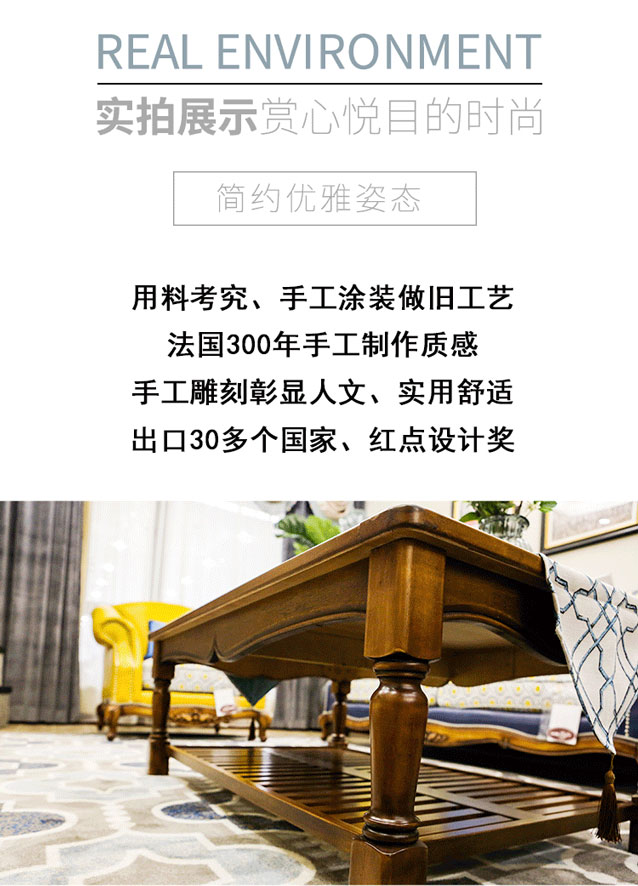 REAL ENVIRONMENT
实拍展示赏心悦目的时尚
简约优雅姿态
用料考究、手工涂装做旧工艺
法国300年手工制作质感
手工雕刻彰显人文、实用舒适
出口30多个国家、红点设计奖